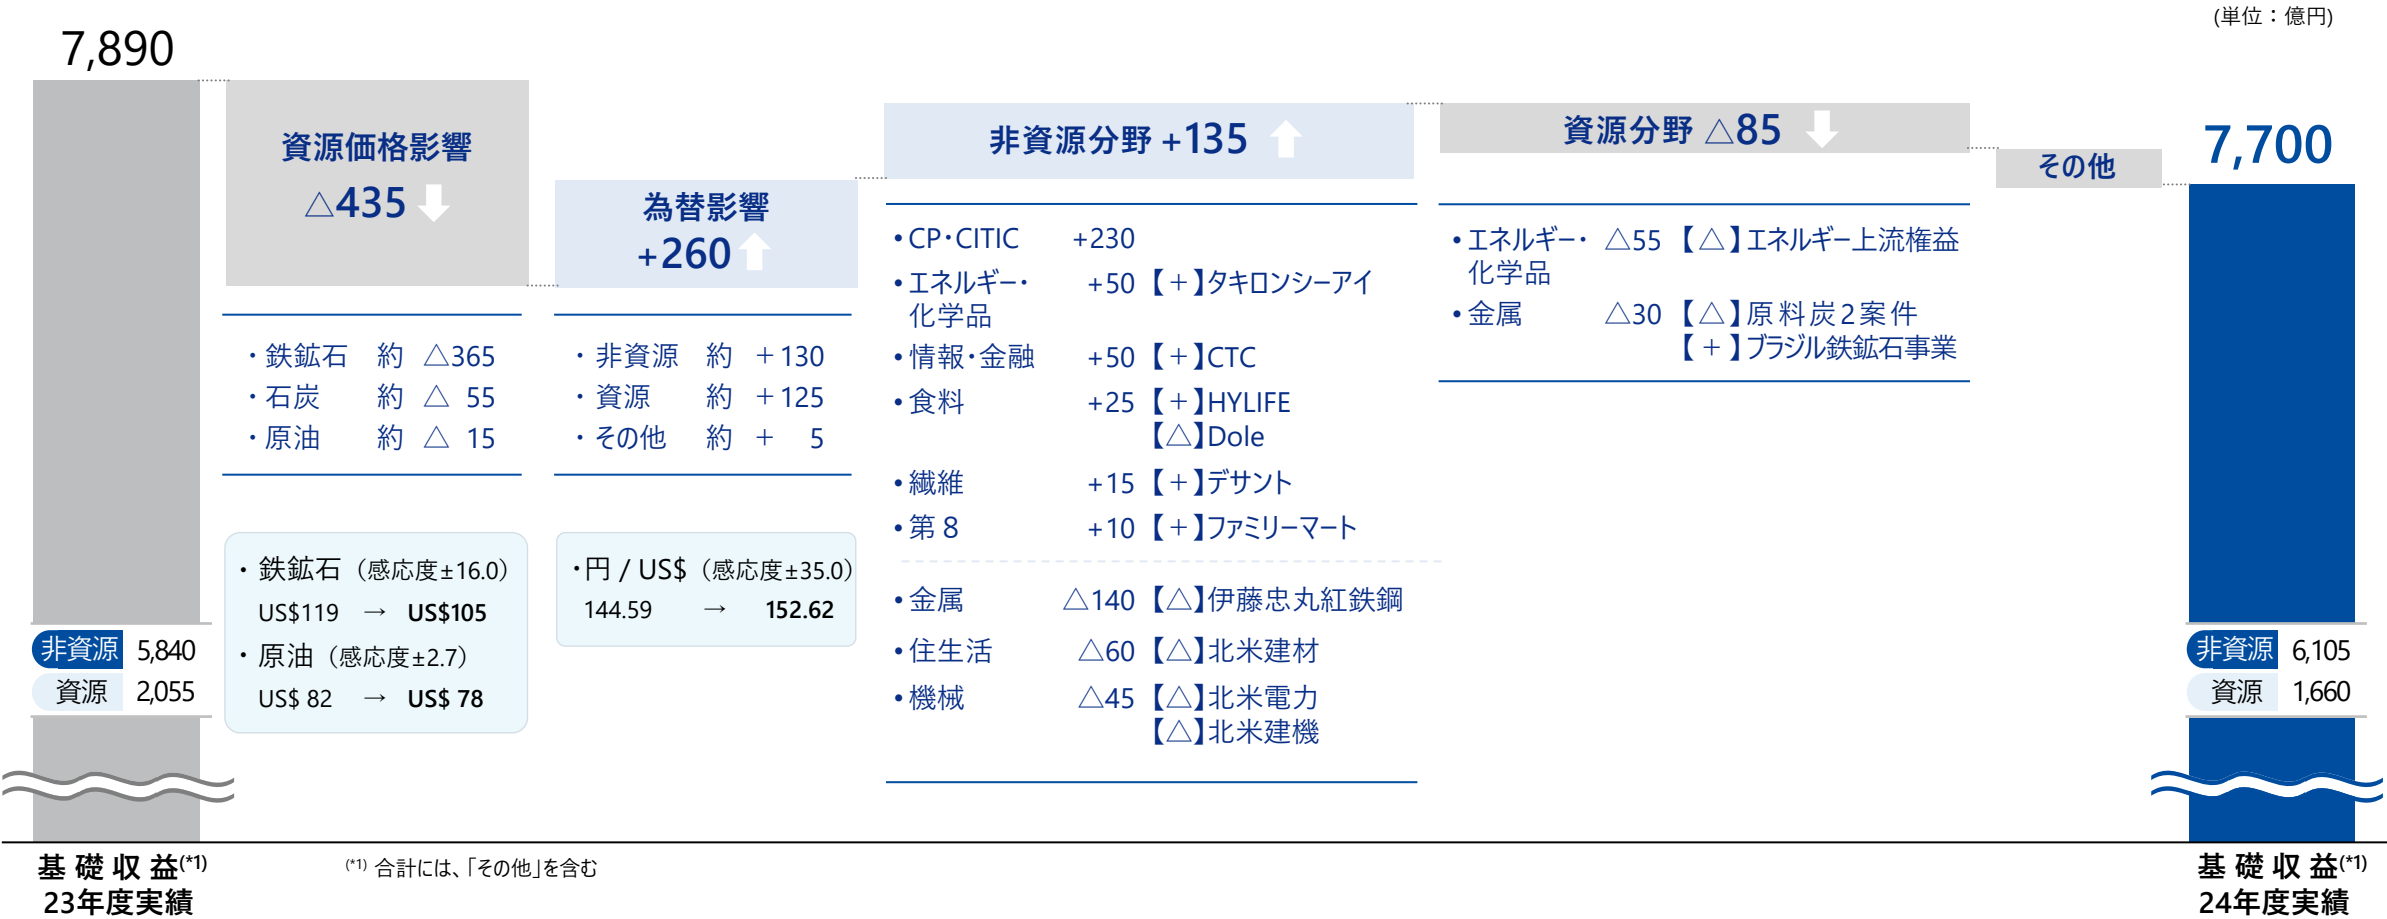 (単位：億円)
7,890
資源価格影響
△435
・鉄鉱石 約 △365
・石炭 約 △ 55
・原油 約 △ 15
・鉄鉱石（感応度±16.0）
US$119 → US$105
・原油（感応度±2.7）
US$ 82 → US$ 78
為替影響
+260
・非資源 約 ＋130
・資源 約 ＋125
・その他 約 ＋ 5
・円 / US$（感応度±35.0）
144.59 → 152.62
非資源分野 +135
•CP・CITIC +230
•エネルギー・ +50【＋】タキロンシーアイ
化学品
•情報・金融 +50【＋】CTC
•食料 +25【＋】HYLIFE
【△】Dole
•繊維 +15【＋】デサント
•第８ +10【＋】ファミリーマート
•金属 △140【△】伊藤忠丸紅鉄鋼
•住生活 △60【△】北米建材
•機械 △45【△】北米電力
【△】北米建機
資源分野 △85
•エネルギー・ △55【△】エネルギー上流権益
化学品
•金属 △30【△】原料炭2案件
【＋】ブラジル鉄鉱石事業
その他
7,700
非資源 5,840
資源 2,055
非資源 6,105
資源 1,660
基礎収益(*1)
23年度実績
(*1) 合計には、「その他」を含む
基礎収益(*1)
24年度実績